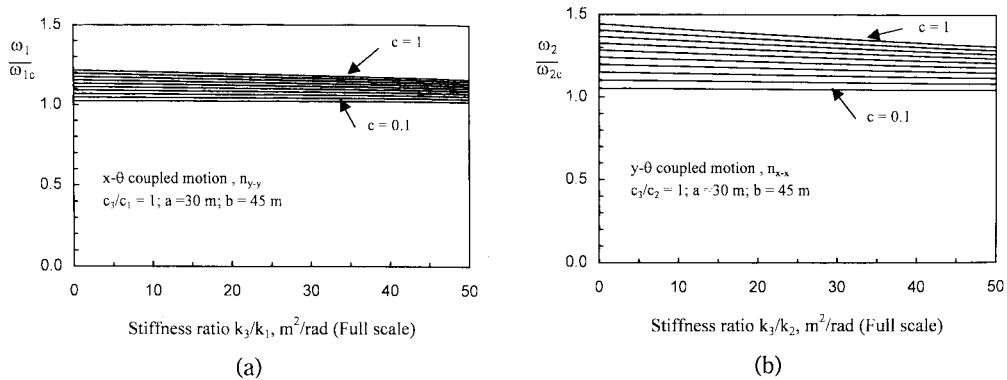 ω₁
ω₁c
1.5
1.0
0.5
0.0
c = 1
c = 0.1
x-θ coupled motion , n_y-y
c₃/c₁ = 1; a =30 m; b = 45 m
0 10 20 30 40 50
Stiffness ratio k₃/k₁, m²/rad (Full scale)
(a)
ω₂
ω₂c
1.5
1.0
0.5
0.0
c = 1
c = 0.1
y-θ coupled motion , n_x-x
c₃/c₂ = 1; a =30 m; b = 45 m
0 10 20 30 40 50
Stiffness ratio k₃/k₂, m²/rad (Full scale)
(b)